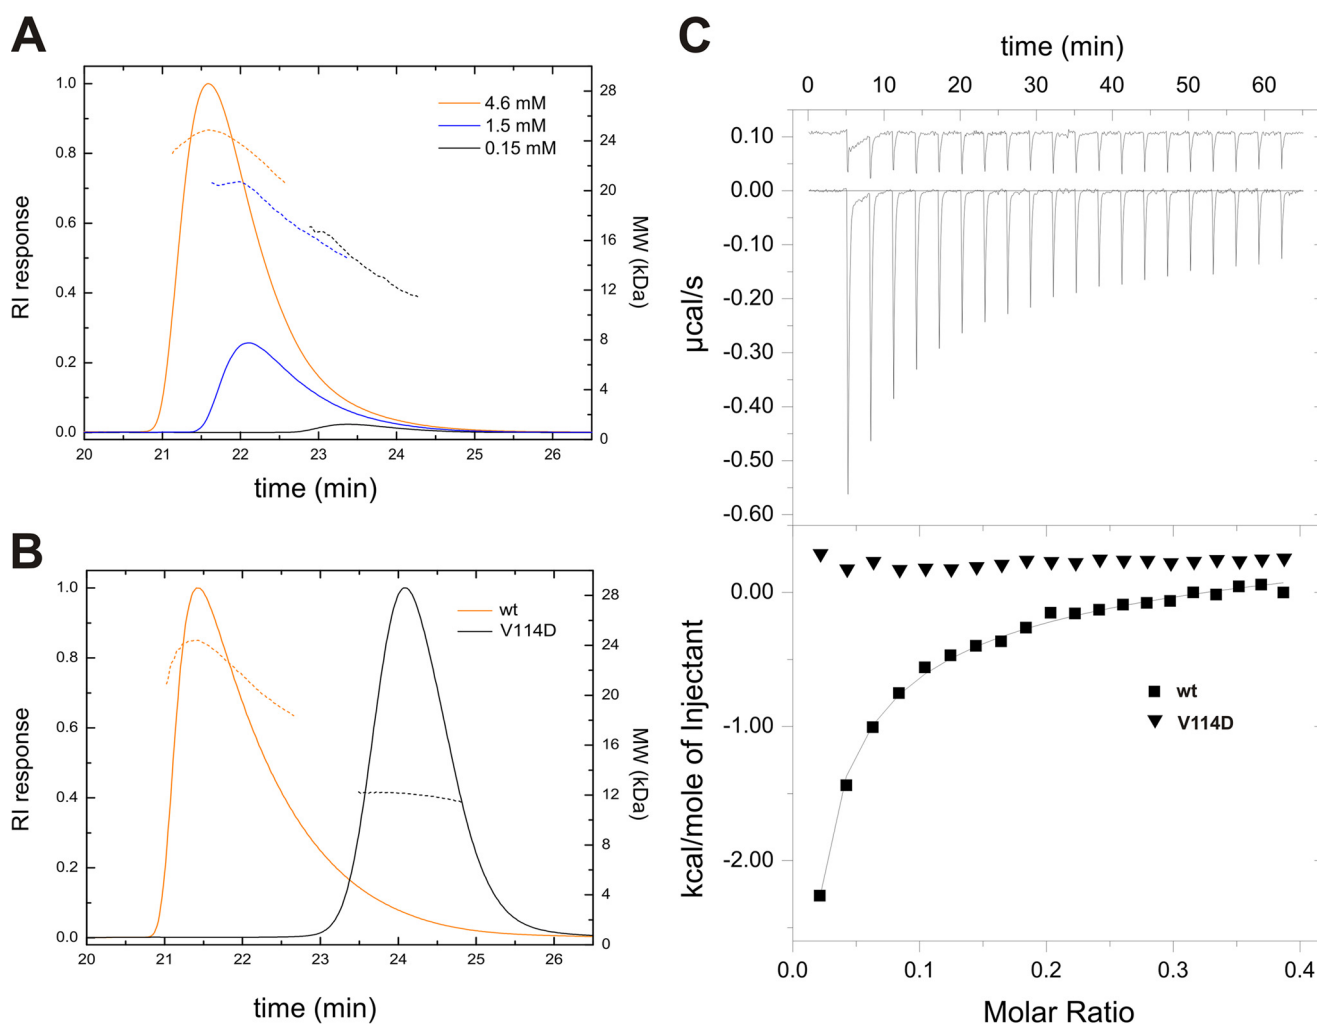 A
RI response
1.0
0.8
0.6
0.4
0.2
0.0
4.6 mM
1.5 mM
0.15 mM
28
24
20
16
12
8
4
0
MW (kDa)
20 21 22 23 24 25 26
time (min)
B
RI response
1.0
0.8
0.6
0.4
0.2
0.0
wt
V114D
28
24
20
16
12
8
4
0
MW (kDa)
20 21 22 23 24 25 26
time (min)
C
time (min)
0 10 20 30 40 50 60
µcal/s
0.10
0.00
-0.10
-0.20
-0.30
-0.40
-0.50
-0.60
kcal/mole of Injectant
0.00
-1.00
-2.00
wt
V114D
0.0 0.1 0.2 0.3 0.4
Molar Ratio